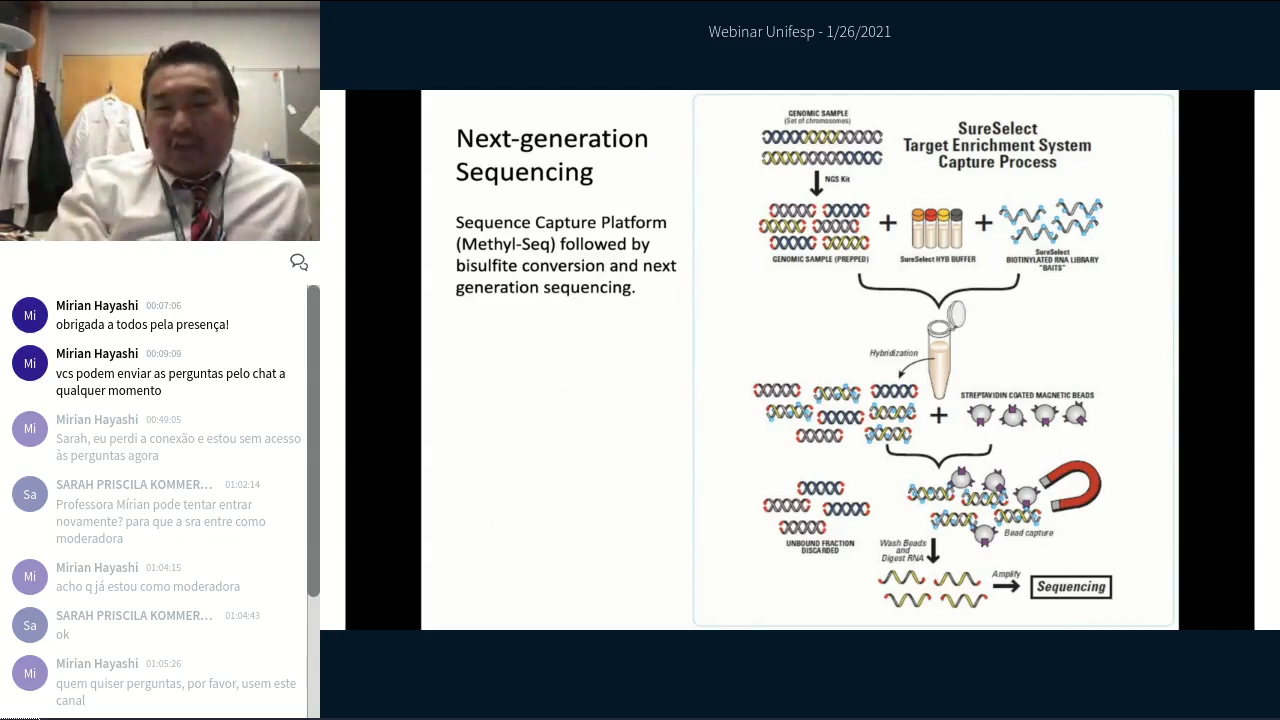 Webinar Unifesp - 1/26/2021
Mi
Mirian Hayashi 00:07:06
obrigada a todos pela presença!
Mi
Mirian Hayashi 00:09:09
vcs podem enviar as perguntas pelo chat a
qualquer momento
Mi
Mirian Hayashi 00:49:05
Sarah, eu perdi a conexão e estou sem acesso
às perguntas agora
Sa
SARAH PRISCILA KOMMER... 01:02:14
Professora Mírian pode tentar entrar
novamente? para que a sra entre como
moderadora
Mi
Mirian Hayashi 01:04:15
acho q já estou como moderadora
Sa
SARAH PRISCILA KOMMER... 01:04:43
ok
Mi
Mirian Hayashi 01:05:26
quem quiser perguntas, por favor, usem este
canal
Next-generation
Sequencing
Sequence Capture Platform
(Methyl-Seq) followed by
bisulfite conversion and next
generation sequencing.
GENOMIC SAMPLE
(Set of chromosomes)
SureSelect
Target Enrichment System
Capture Process
NGS Kit
+
+
GENOMIC SAMPLE (PREPPED)
SureSelect HYB BUFFER
SureSelect
BIOTINYLATED RNA LIBRARY
"BAITS"
Hybridization
STREPTAVIDIN COATED MAGNETIC BEADS
+
UNBOUND FRACTION
DISCARDED
Bead capture
Wash Beads
and
Digest RNA
Amplify
Sequencing